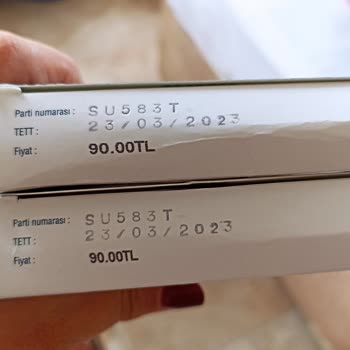 Parti numarası : SU583T
TETT : 23/03/2023
Fiyat : 90.00TL
Parti numarası : SU583T
TETT : 23/03/2023
Fiyat : 90.00TL